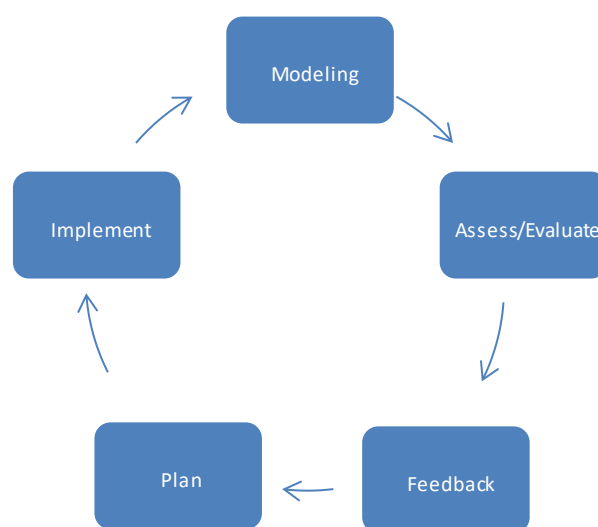 Modeling
Assess/Evaluate
Feedback
Plan
Implement